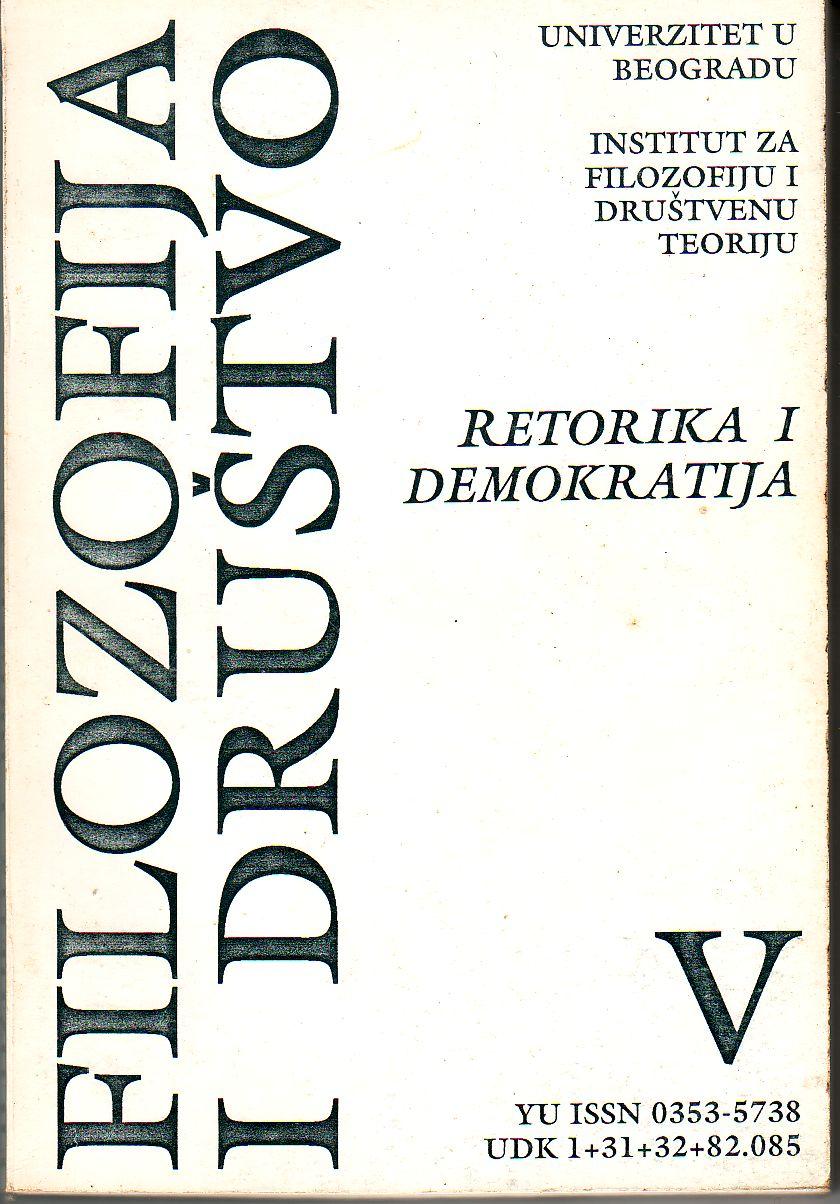 FILOZOFIJA
I DRUŠTVO
UNIVERZITET U
BEOGRADU
INSTITUT ZA
FILOZOFIJU I
DRUŠTVENU
TEORIJU
RETORIKA I
DEMOKRATIJA
V
YU ISSN 0353-5738
UDK 1+31+32+82.085